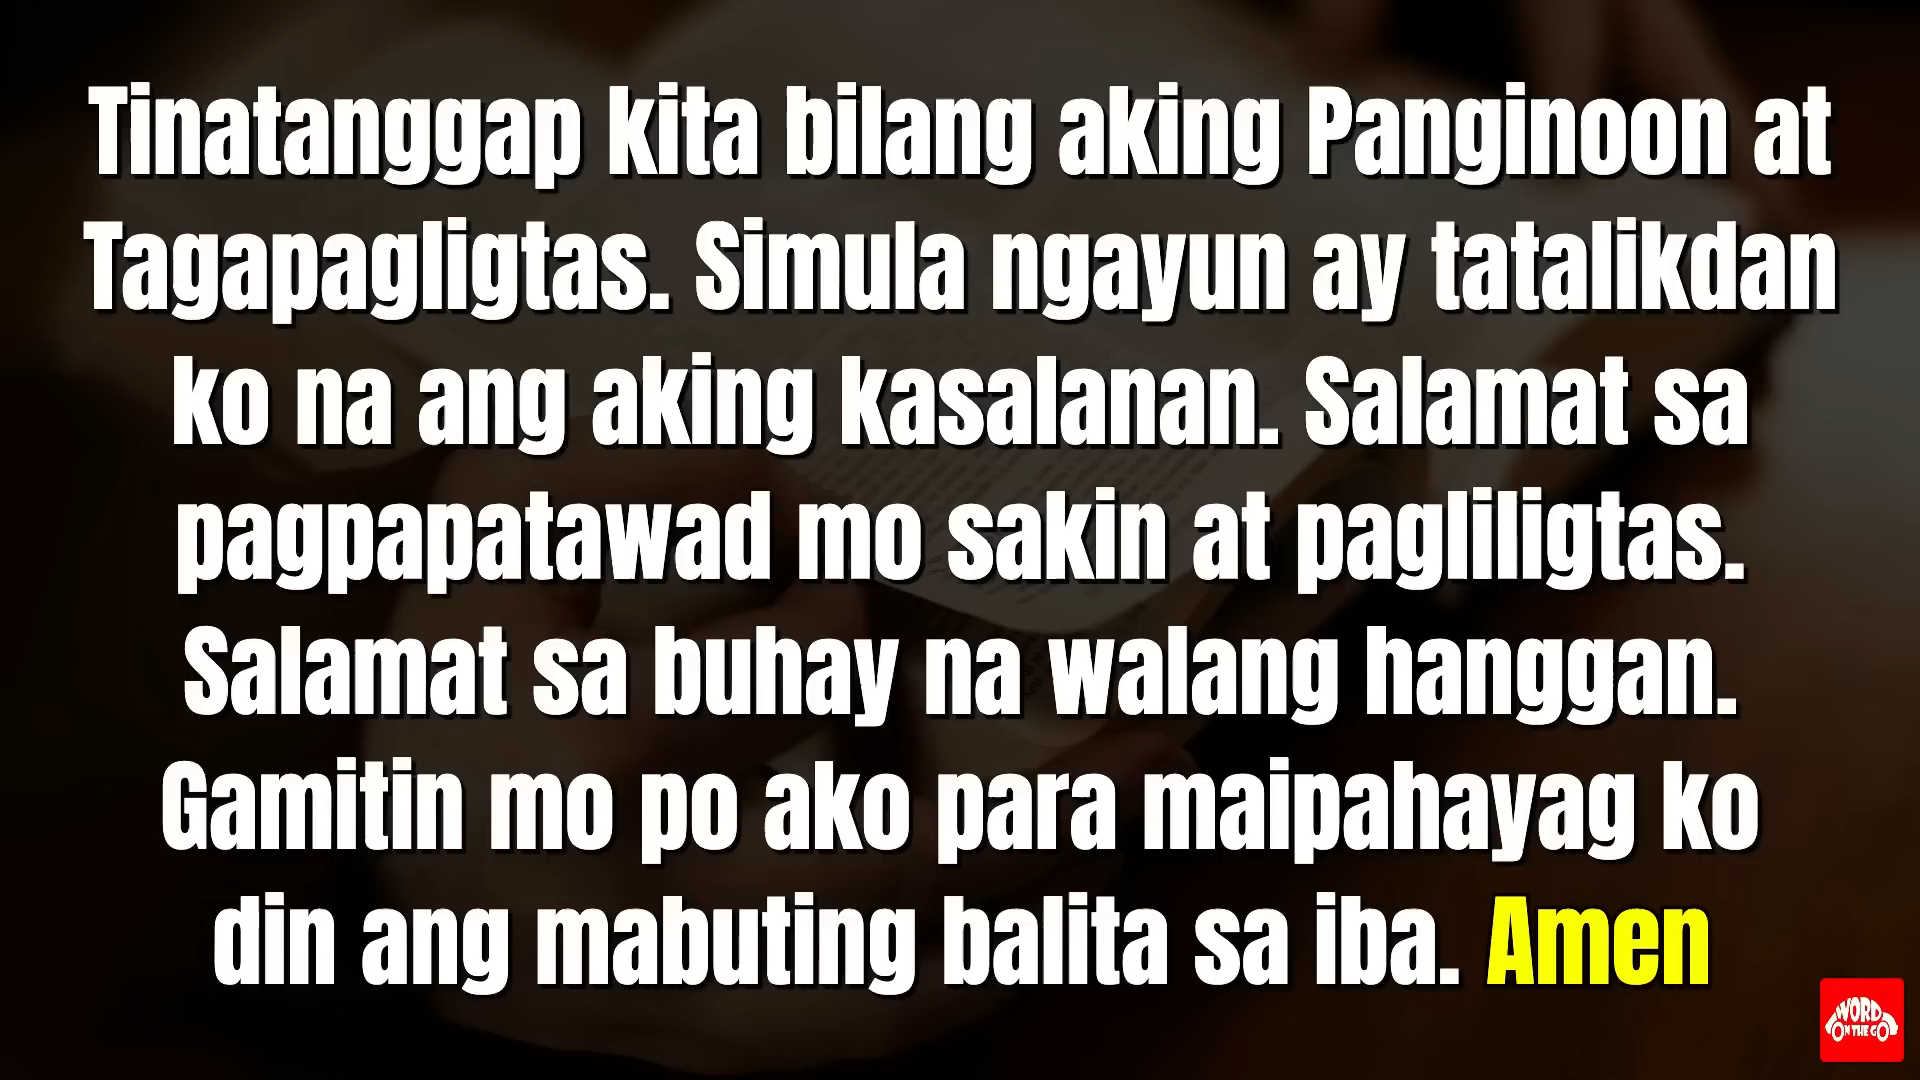 Tinatanggap kita bilang aking Panginoon at
Tagapagligtas. Simula ngayun ay tatalikdan
ko na ang aking kasalanan. Salamat sa
pagpapatawad mo sakin at pagliligtas.
Salamat sa buhay na walang hanggan.
Gamitin mo po ako para maipahayag ko
din ang mabuting balita sa iba. Amen
WORD
ON THE GO